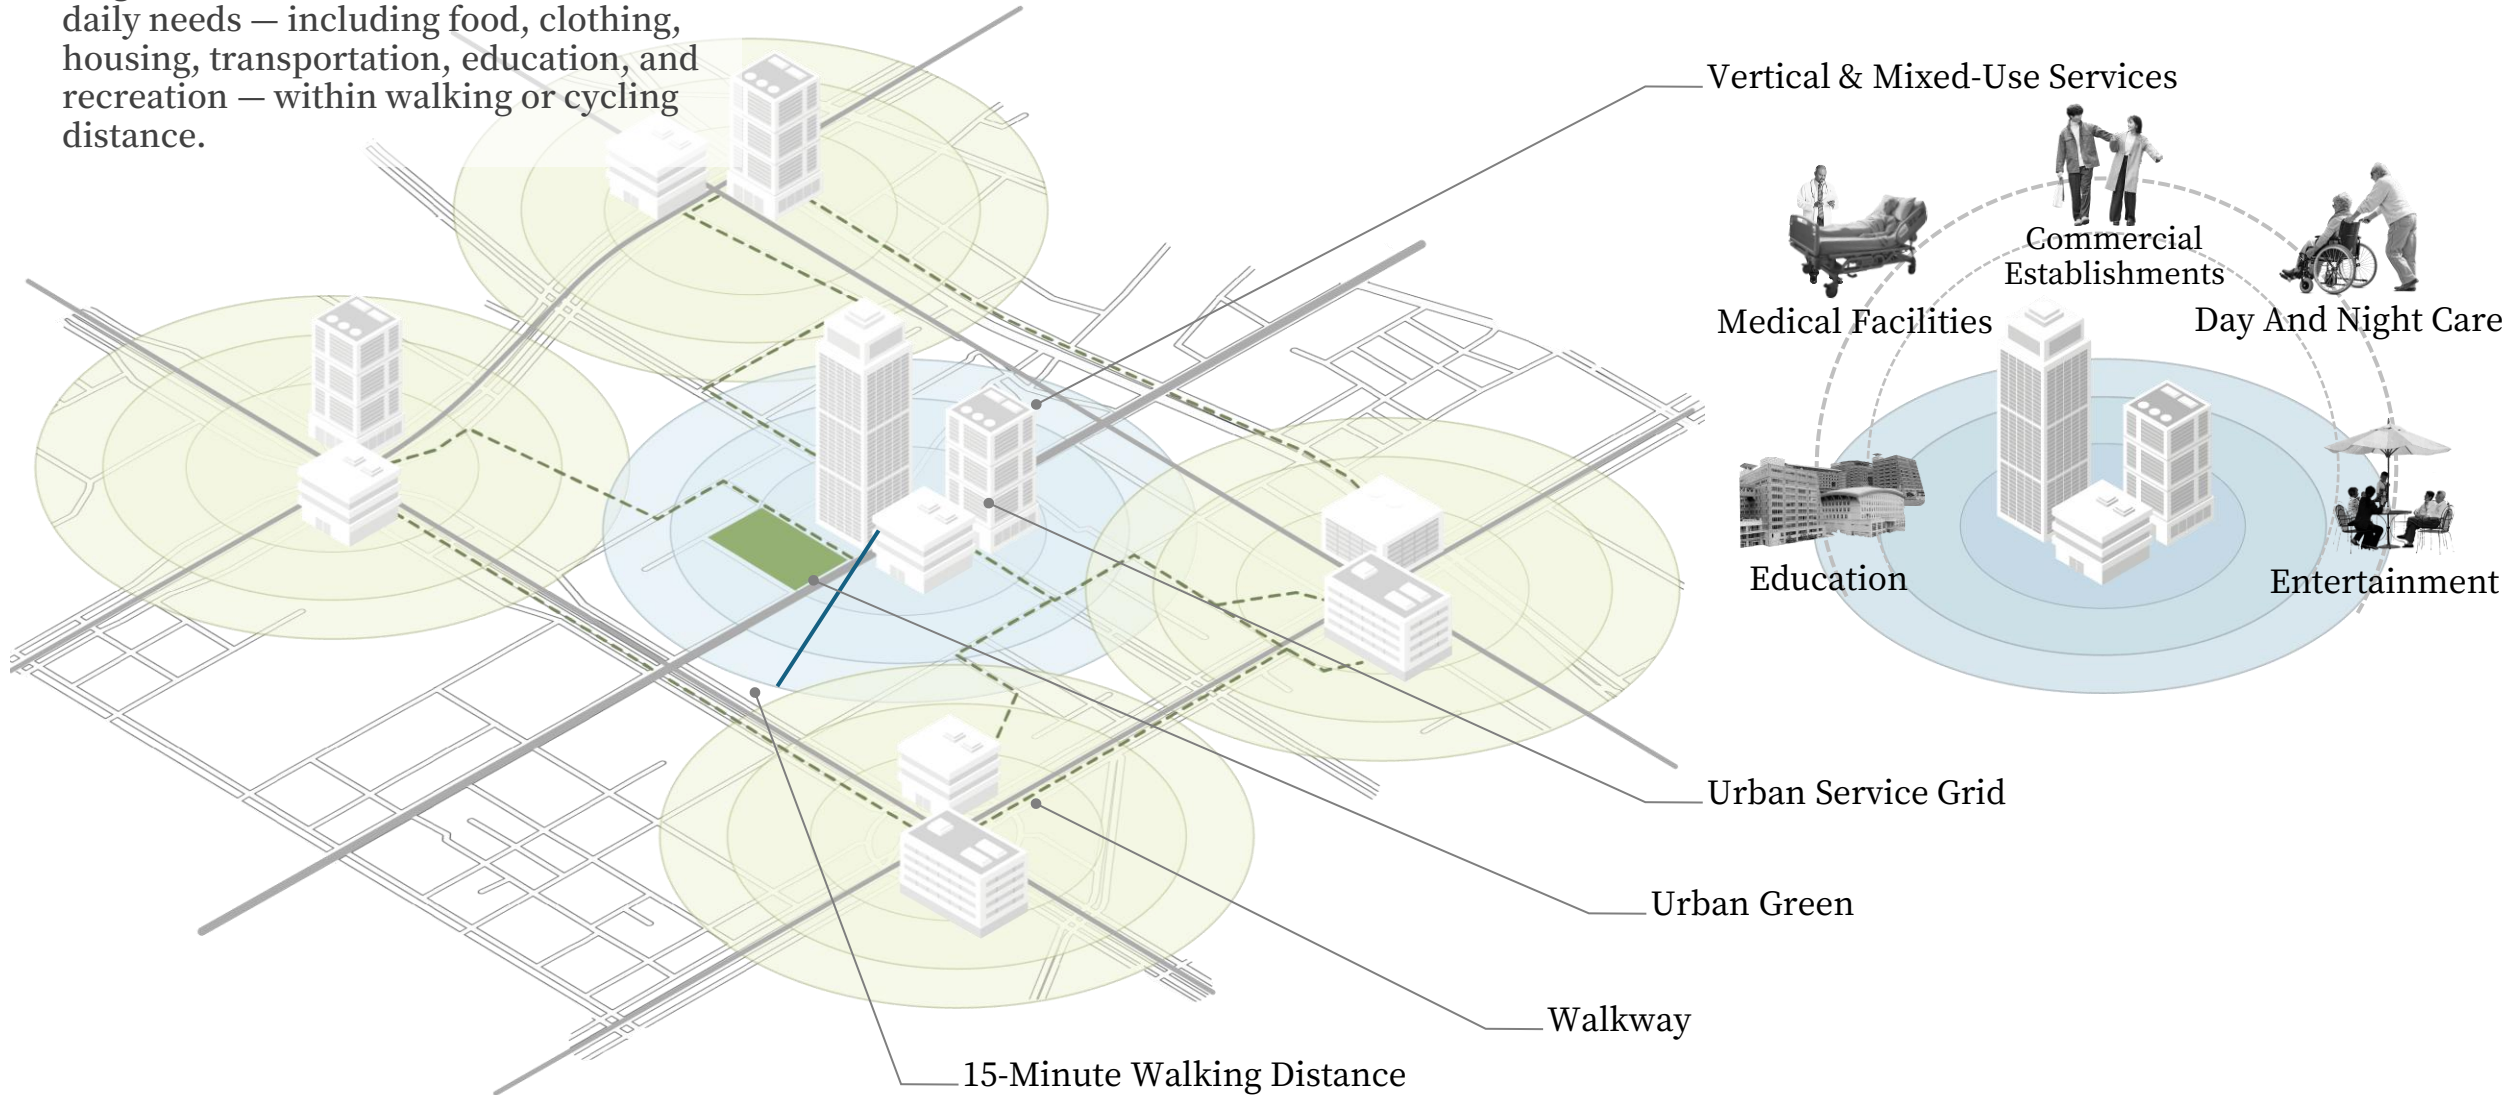 daily needs — including food, clothing,
housing, transportation, education, and
recreation — within walking or cycling
distance.
Vertical & Mixed-Use Services
Commercial
Establishments
Medical Facilities
Day And Night Care
Education
Entertainment
Urban Service Grid
Urban Green
Walkway
15-Minute Walking Distance